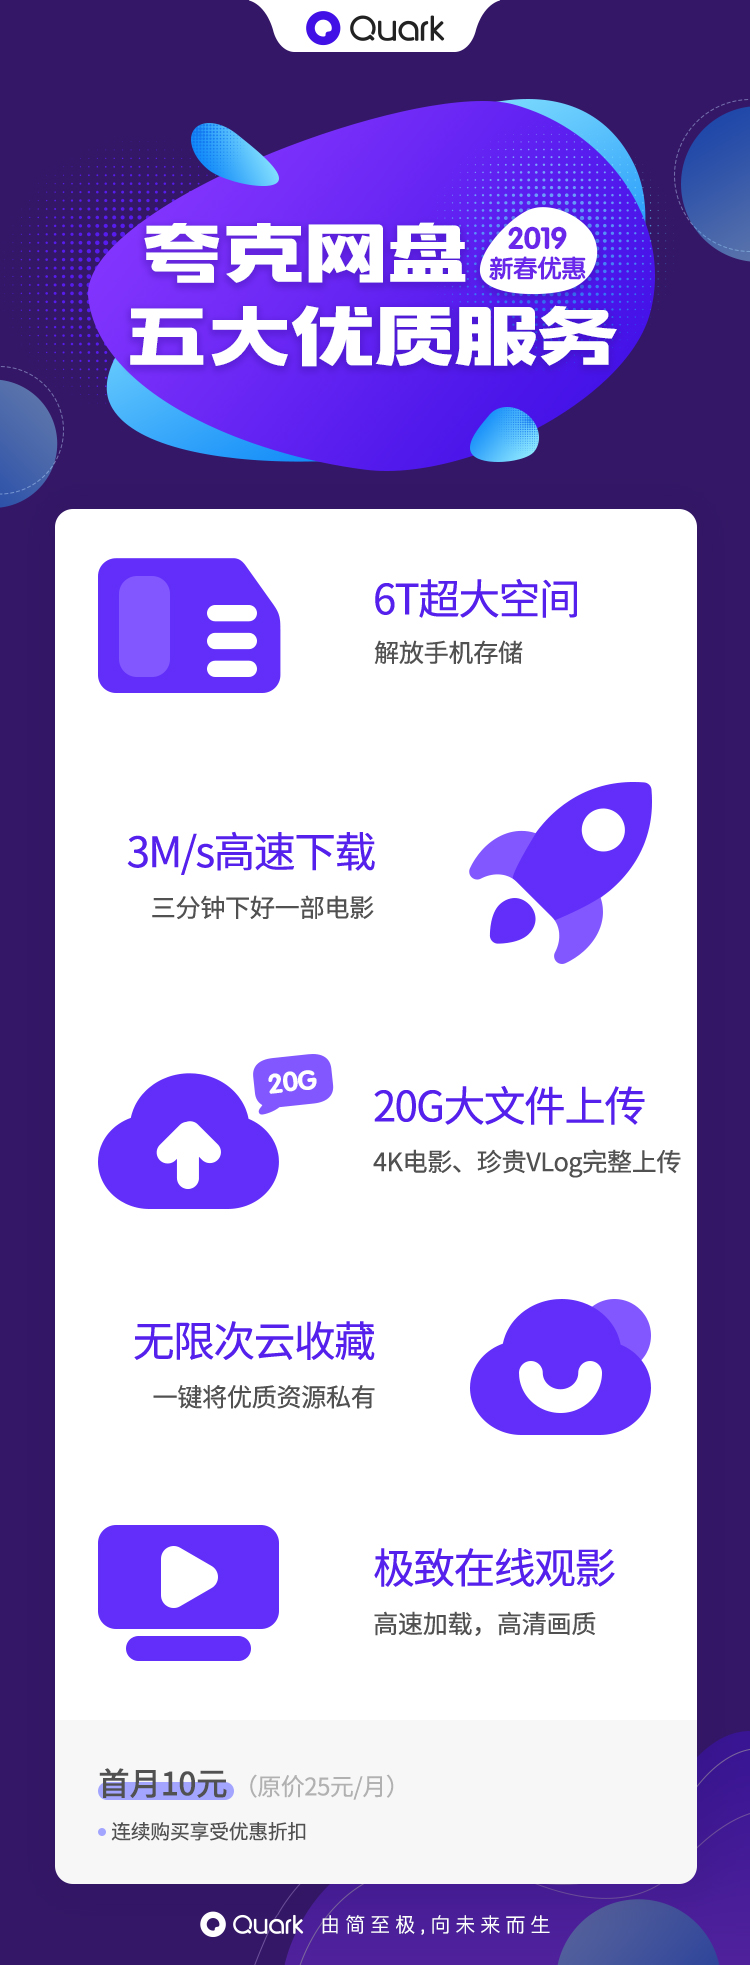 Quark
夸克网盘
2019
新春优惠
五大优质服务
6T超大空间
解放手机存储
3M/s高速下载
三分钟下好一部电影
20G
20G大文件上传
4K电影、珍贵VLog完整上传
无限次云收藏
一键将优质资源私有
极致在线观影
高速加载，高清画质
首月10元（原价25元/月）
连续购买享受优惠折扣
Quark 由简至极,向未来而生